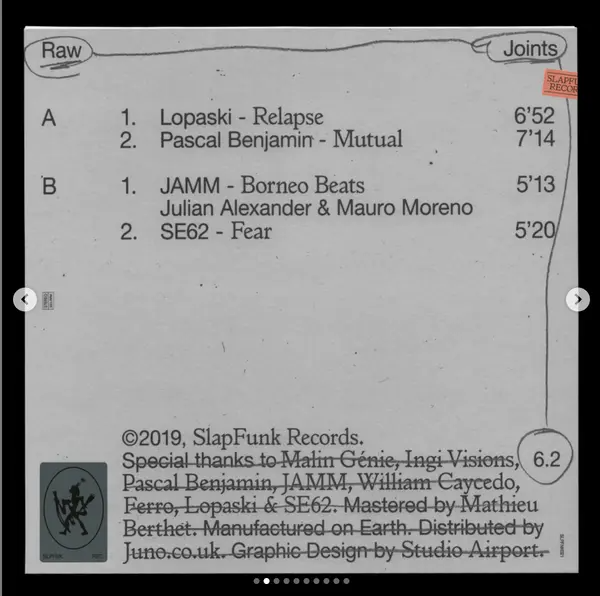 Raw Joints
SLAPFU
RECOR
A 1. Lopaski - Relapse 6’52
2. Pascal Benjamin - Mutual 7’14
B 1. JAMM - Borneo Beats 5’13
Julian Alexander & Mauro Moreno
2. SE62 - Fear 5’20
©2019, SlapFunk Records.
Special thanks to Malin Génie, Ingi Visions,
6.2
Pascal Benjamin, JAMM, William Caycedo,
Ferro, Lopaski & SE62. Mastered by Mathieu
Berthet. Manufactured on Earth. Distributed by
Juno.co.uk. Graphic Design by Studio Airport.